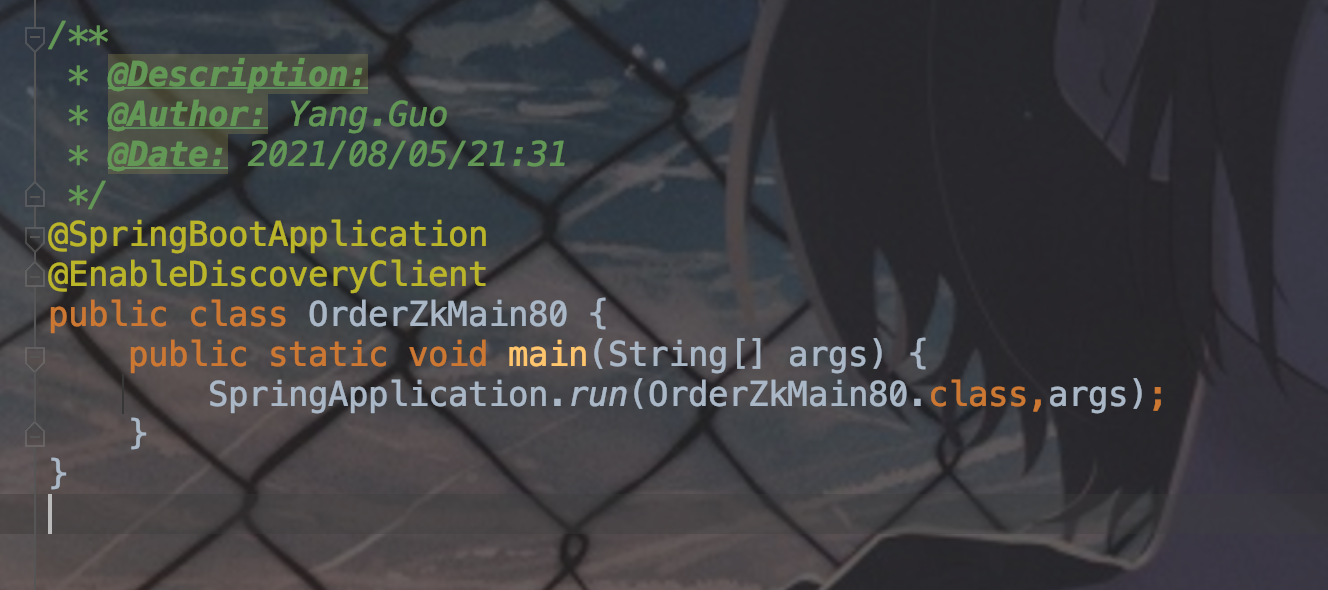 /**
 * @Description:
 * @Author: Yang.Guo
 * @Date: 2021/08/05/21:31
 */
@SpringBootApplication
@EnableDiscoveryClient
public class OrderZkMain80 {
    public static void main(String[] args) {
        SpringApplication.run(OrderZkMain80.class,args);
    }
}